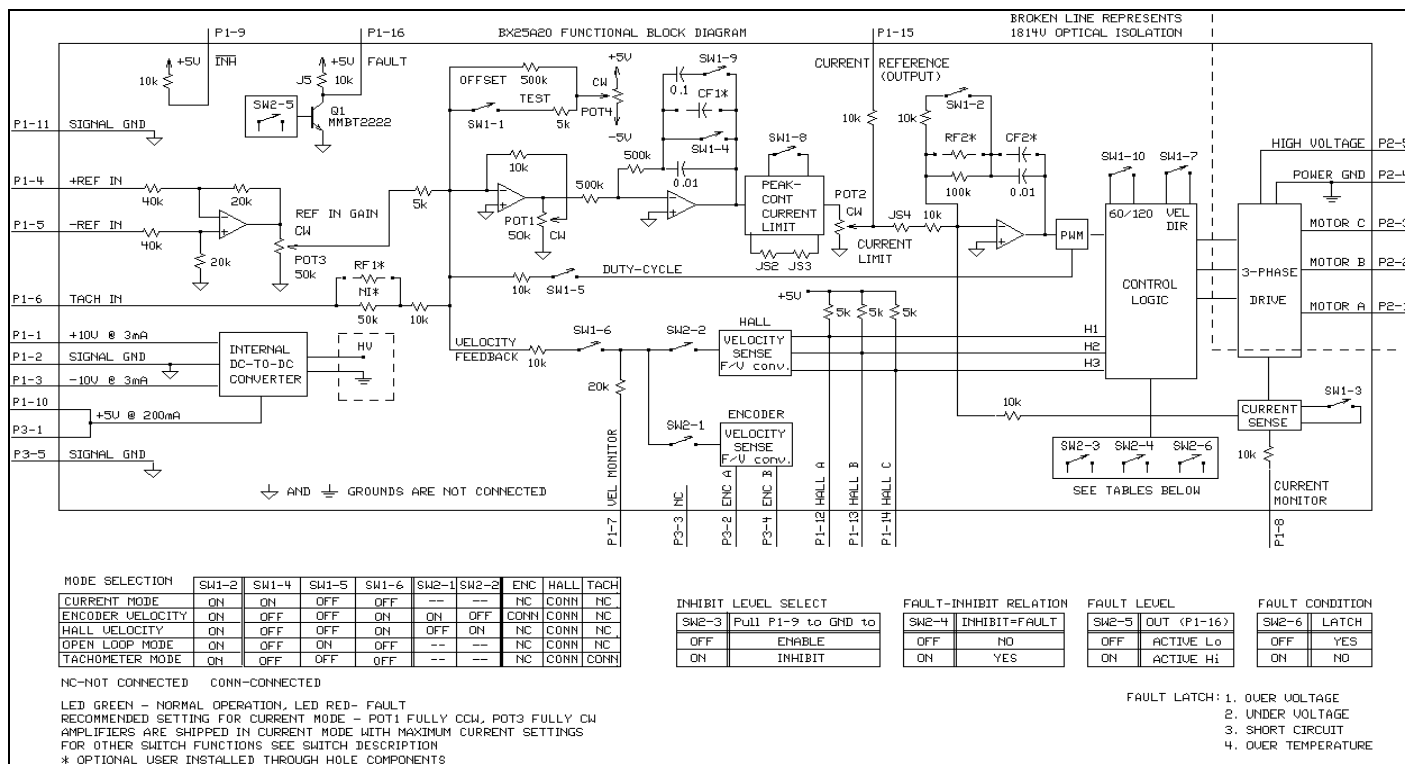 BX25A20 FUNCTIONAL BLOCK DIAGRAM
BROKEN LINE REPRESENTS
1814V OPTICAL ISOLATION
P1-9
P1-16
P1-15
+5V
INH
10k
+5V
FAULT
J5
10k
SW2-5
Q1
MMBT2222
OFFSET
500k
TEST
SW1-1
5k
+5V
CW
POT4
-5V
SW1-9
0.1
CF1*
SW1-4
0.01
CURRENT REFERENCE
(OUTPUT)
10k
SW1-2
10k
RF2*
CF2*
100k
0.01
P1-11
SIGNAL GND
P1-4
+REF IN
40k
20k
P1-5
-REF IN
40k
20k
REF IN GAIN
CW
POT3
50k
5k
10k
POT1
50k
CW
500k
500k
SW1-8
PEAK-
CONT
CURRENT
LIMIT
JS2
JS3
POT2
CW
JS4
10k
CURRENT
LIMIT
PWM
SW1-10
SW1-7
60/120
VEL
DIR
CONTROL
LOGIC
3-PHASE
DRIVE
HIGH VOLTAGE
P2-5
POWER GND
P2-4
MOTOR C
P2-3
MOTOR B
P2-2
MOTOR A
P2-1
RF1*
NI*
50k
10k
P1-6
TACH IN
10k
SW1-5
DUTY-CYCLE
P1-1
+10V @ 3mA
P1-2
SIGNAL GND
P1-3
-10V @ 3mA
P1-10
+5V @ 200mA
P3-1
P3-5
SIGNAL GND
INTERNAL
DC-TO-DC
CONVERTER
HV
VELOCITY
FEEDBACK
10k
SW1-6
SW2-2
20k
HALL
VELOCITY
SENSE
F/V conv.
+5V
5k
5k
5k
H1
H2
H3
SW2-1
ENCODER
VELOCITY
SENSE
F/V conv.
10k
CURRENT
SENSE
SW1-3
10k
CURRENT
MONITOR
P1-8
SW2-3
SW2-4
SW2-6
SEE TABLES BELOW
AND
GROUNDS ARE NOT CONNECTED
P1-7 VEL MONITOR
P3-3 NC
P3-2 ENC A
P3-4 ENC B
P1-12 HALL A
P1-13 HALL B
P1-14 HALL C
MODE SELECTION SW1-2 SW1-4 SW1-5 SW1-6 SW2-1 SW2-2 ENC HALL TACH
CURRENT MODE ON ON OFF OFF -- -- NC CONN NC
ENCODER VELOCITY ON OFF OFF ON ON OFF CONN CONN NC
HALL VELOCITY ON OFF OFF ON OFF ON NC CONN NC
OPEN LOOP MODE ON OFF ON OFF -- -- NC CONN NC
TACHOMETER MODE ON OFF OFF OFF -- -- NC CONN CONN
INHIBIT LEVEL SELECT
SW2-3 Pull P1-9 to GND to
OFF ENABLE
ON INHIBIT
FAULT-INHIBIT RELATION
SW2-4 INHIBIT=FAULT
OFF NO
ON YES
FAULT LEVEL
SW2-5 OUT (P1-16)
OFF ACTIVE Lo
ON ACTIVE Hi
FAULT CONDITION
SW2-6 LATCH
OFF YES
ON NO
NC-NOT CONNECTED CONN-CONNECTED
LED GREEN - NORMAL OPERATION, LED RED- FAULT
RECOMMENDED SETTING FOR CURRENT MODE - POT1 FULLY CCW, POT3 FULLY CW
AMPLIFIERS ARE SHIPPED IN CURRENT MODE WITH MAXIMUM CURRENT SETTINGS
FOR OTHER SWITCH FUNCTIONS SEE SWITCH DESCRIPTION
* OPTIONAL USER INSTALLED THROUGH HOLE COMPONENTS
FAULT LATCH: 1. OVER VOLTAGE
2. UNDER VOLTAGE
3. SHORT CIRCUIT
4. OVER TEMPERATURE